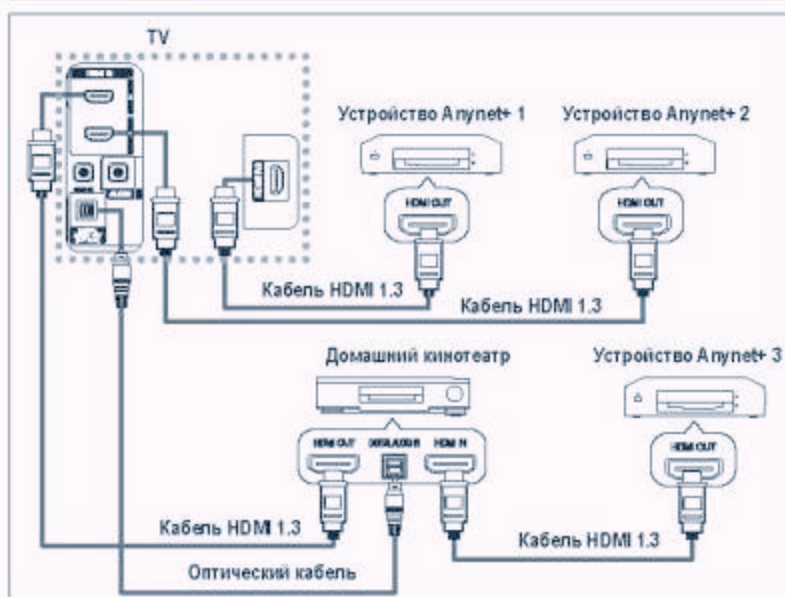 TV
Устройство Anynet+ 1
Устройство Anynet+ 2
HDMI OUT
HDMI OUT
Кабель HDMI 1.3
Кабель HDMI 1.3
Домашний кинотеатр
Устройство Anynet+ 3
HDMI OUT
HDMI IN
HDMI OUT
Кабель HDMI 1.3
Кабель HDMI 1.3
Оптический кабель